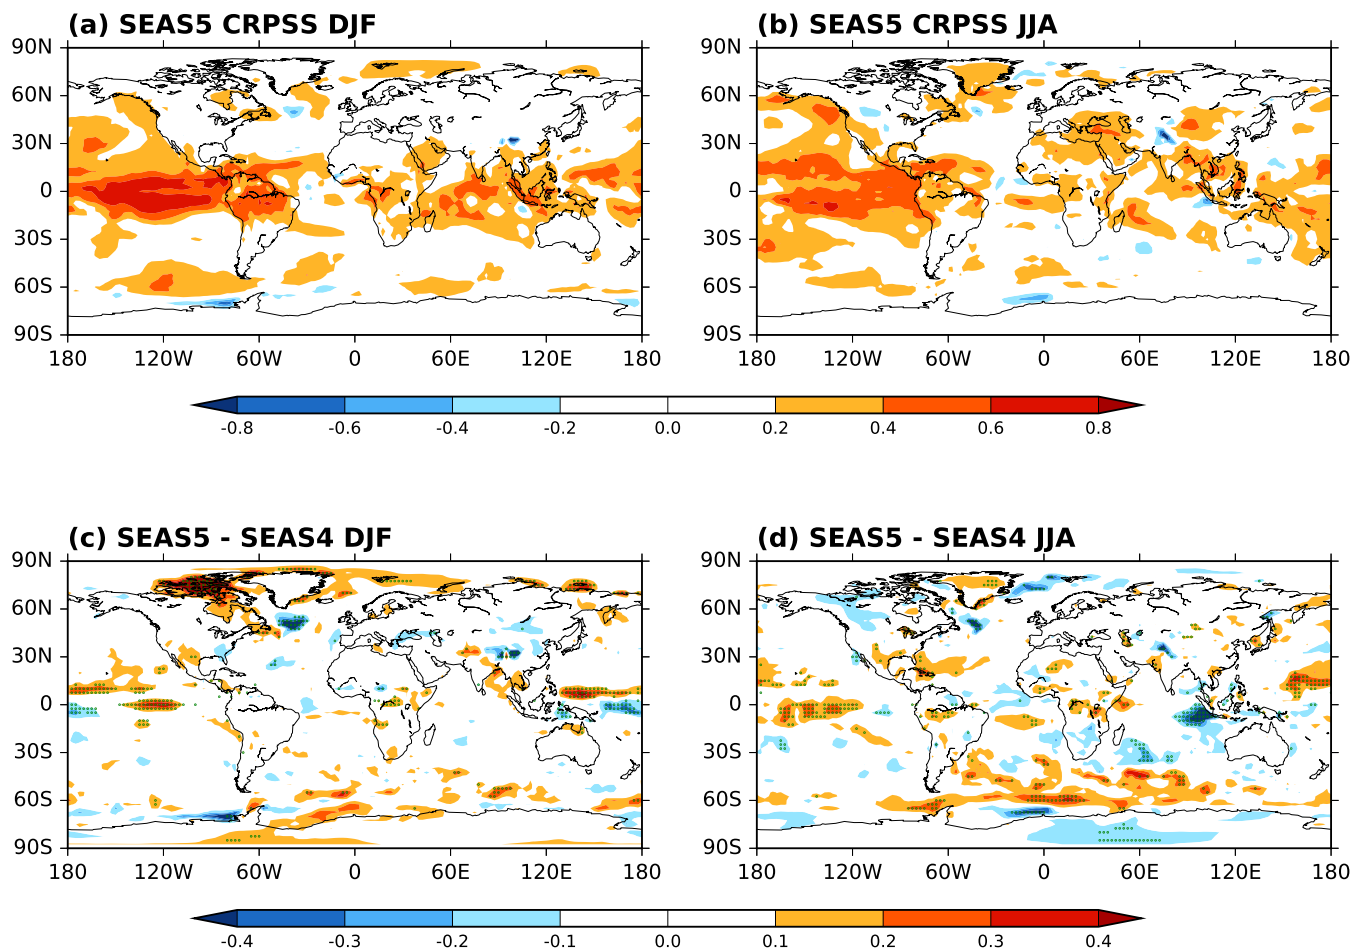 (a) SEAS5 CRPSS DJF
(b) SEAS5 CRPSS JJA
90N
60N
30N
0
30S
60S
90S
180 120W 60W 0 60E 120E 180
90N
60N
30N
0
30S
60S
90S
180 120W 60W 0 60E 120E 180
-0.8 -0.6 -0.4 -0.2 0.0 0.2 0.4 0.6 0.8
(c) SEAS5 - SEAS4 DJF
(d) SEAS5 - SEAS4 JJA
90N
60N
30N
0
30S
60S
90S
180 120W 60W 0 60E 120E 180
90N
60N
30N
0
30S
60S
90S
180 120W 60W 0 60E 120E 180
-0.4 -0.3 -0.2 -0.1 0.0 0.1 0.2 0.3 0.4